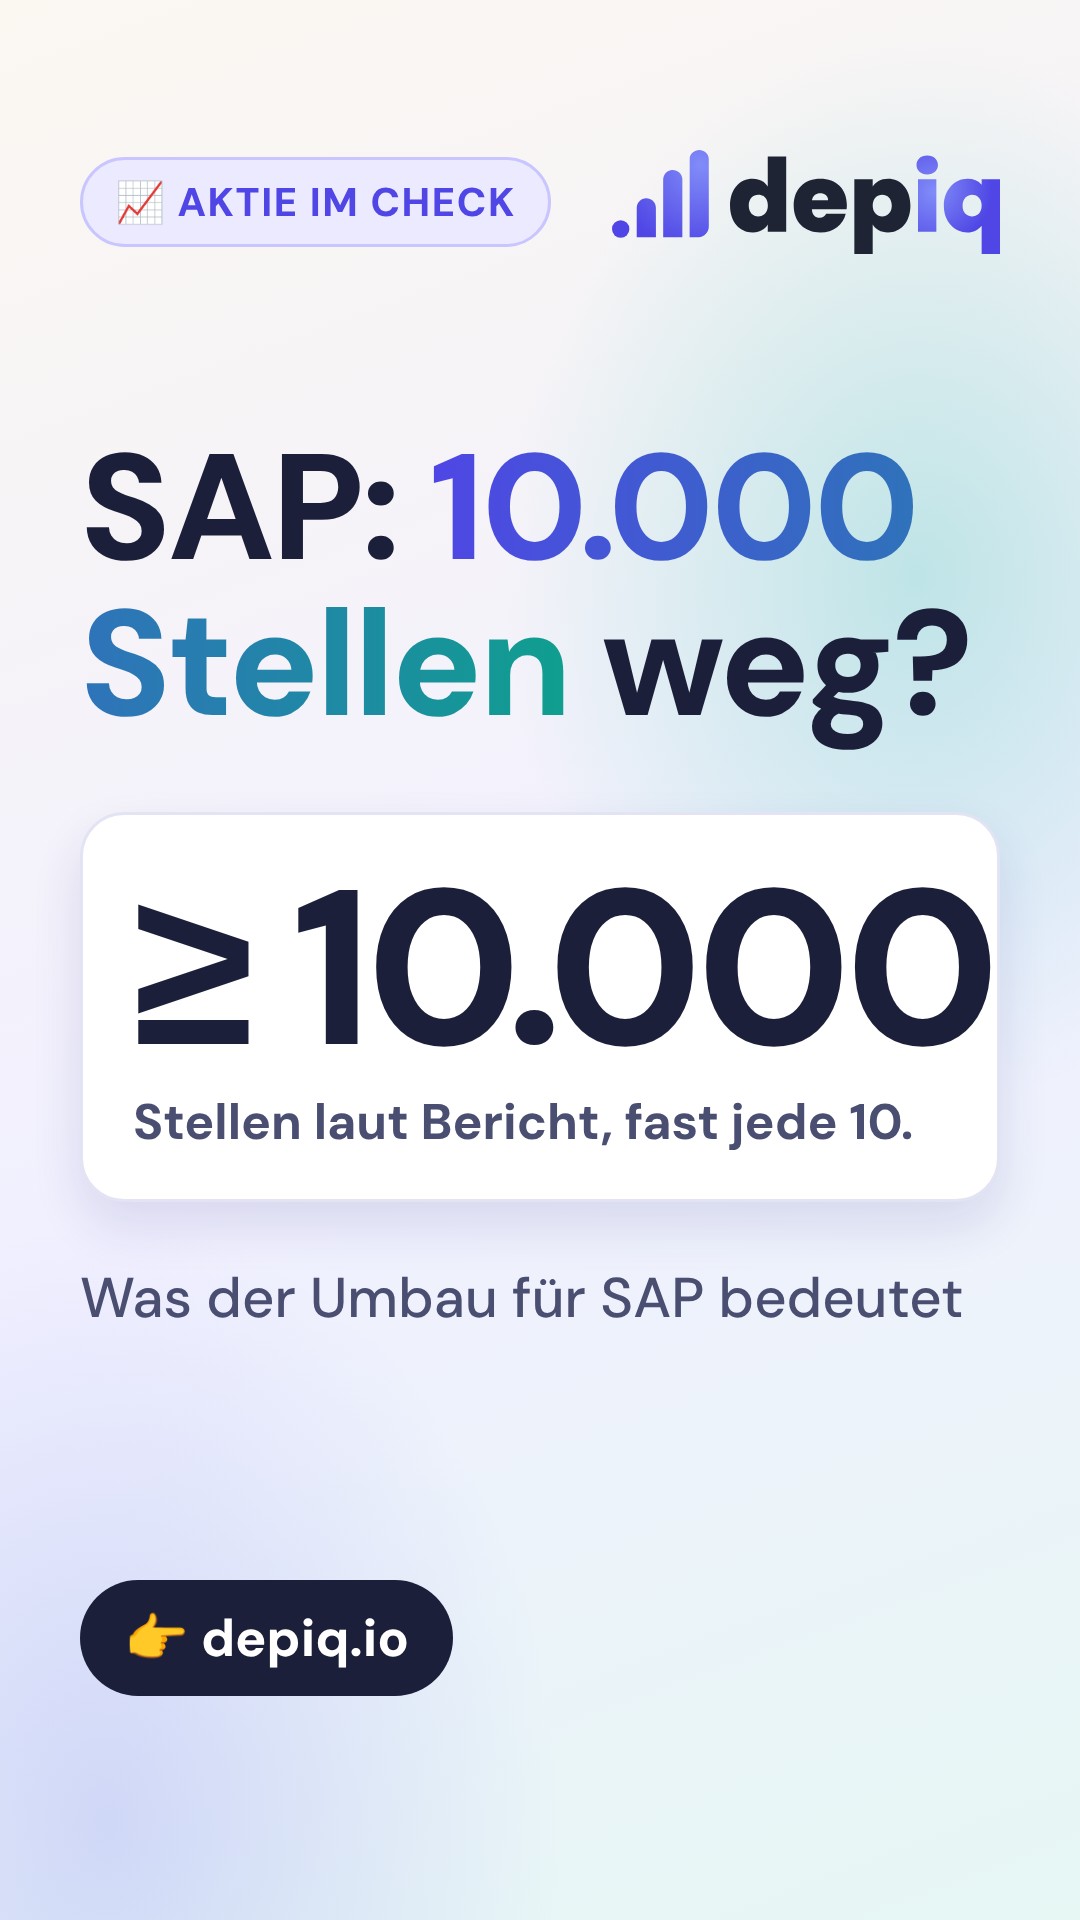 📈 AKTIE IM CHECK
depiq
SAP: 10.000
Stellen weg?
≥ 10.000
Stellen laut Bericht, fast jede 10.
Was der Umbau für SAP bedeutet
👉 depiq.io